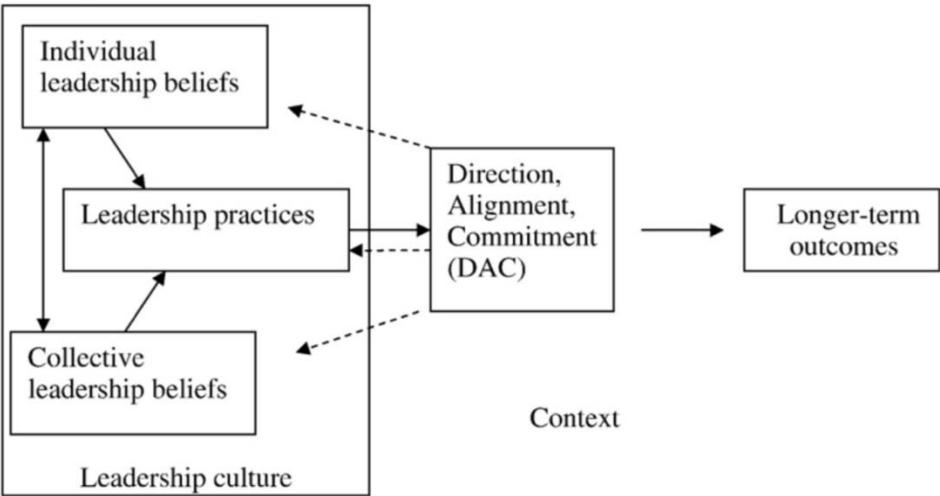 Individual
leadership beliefs
Leadership practices
Collective
leadership beliefs
Leadership culture
Direction,
Alignment,
Commitment
(DAC)
Longer-term
outcomes
Context